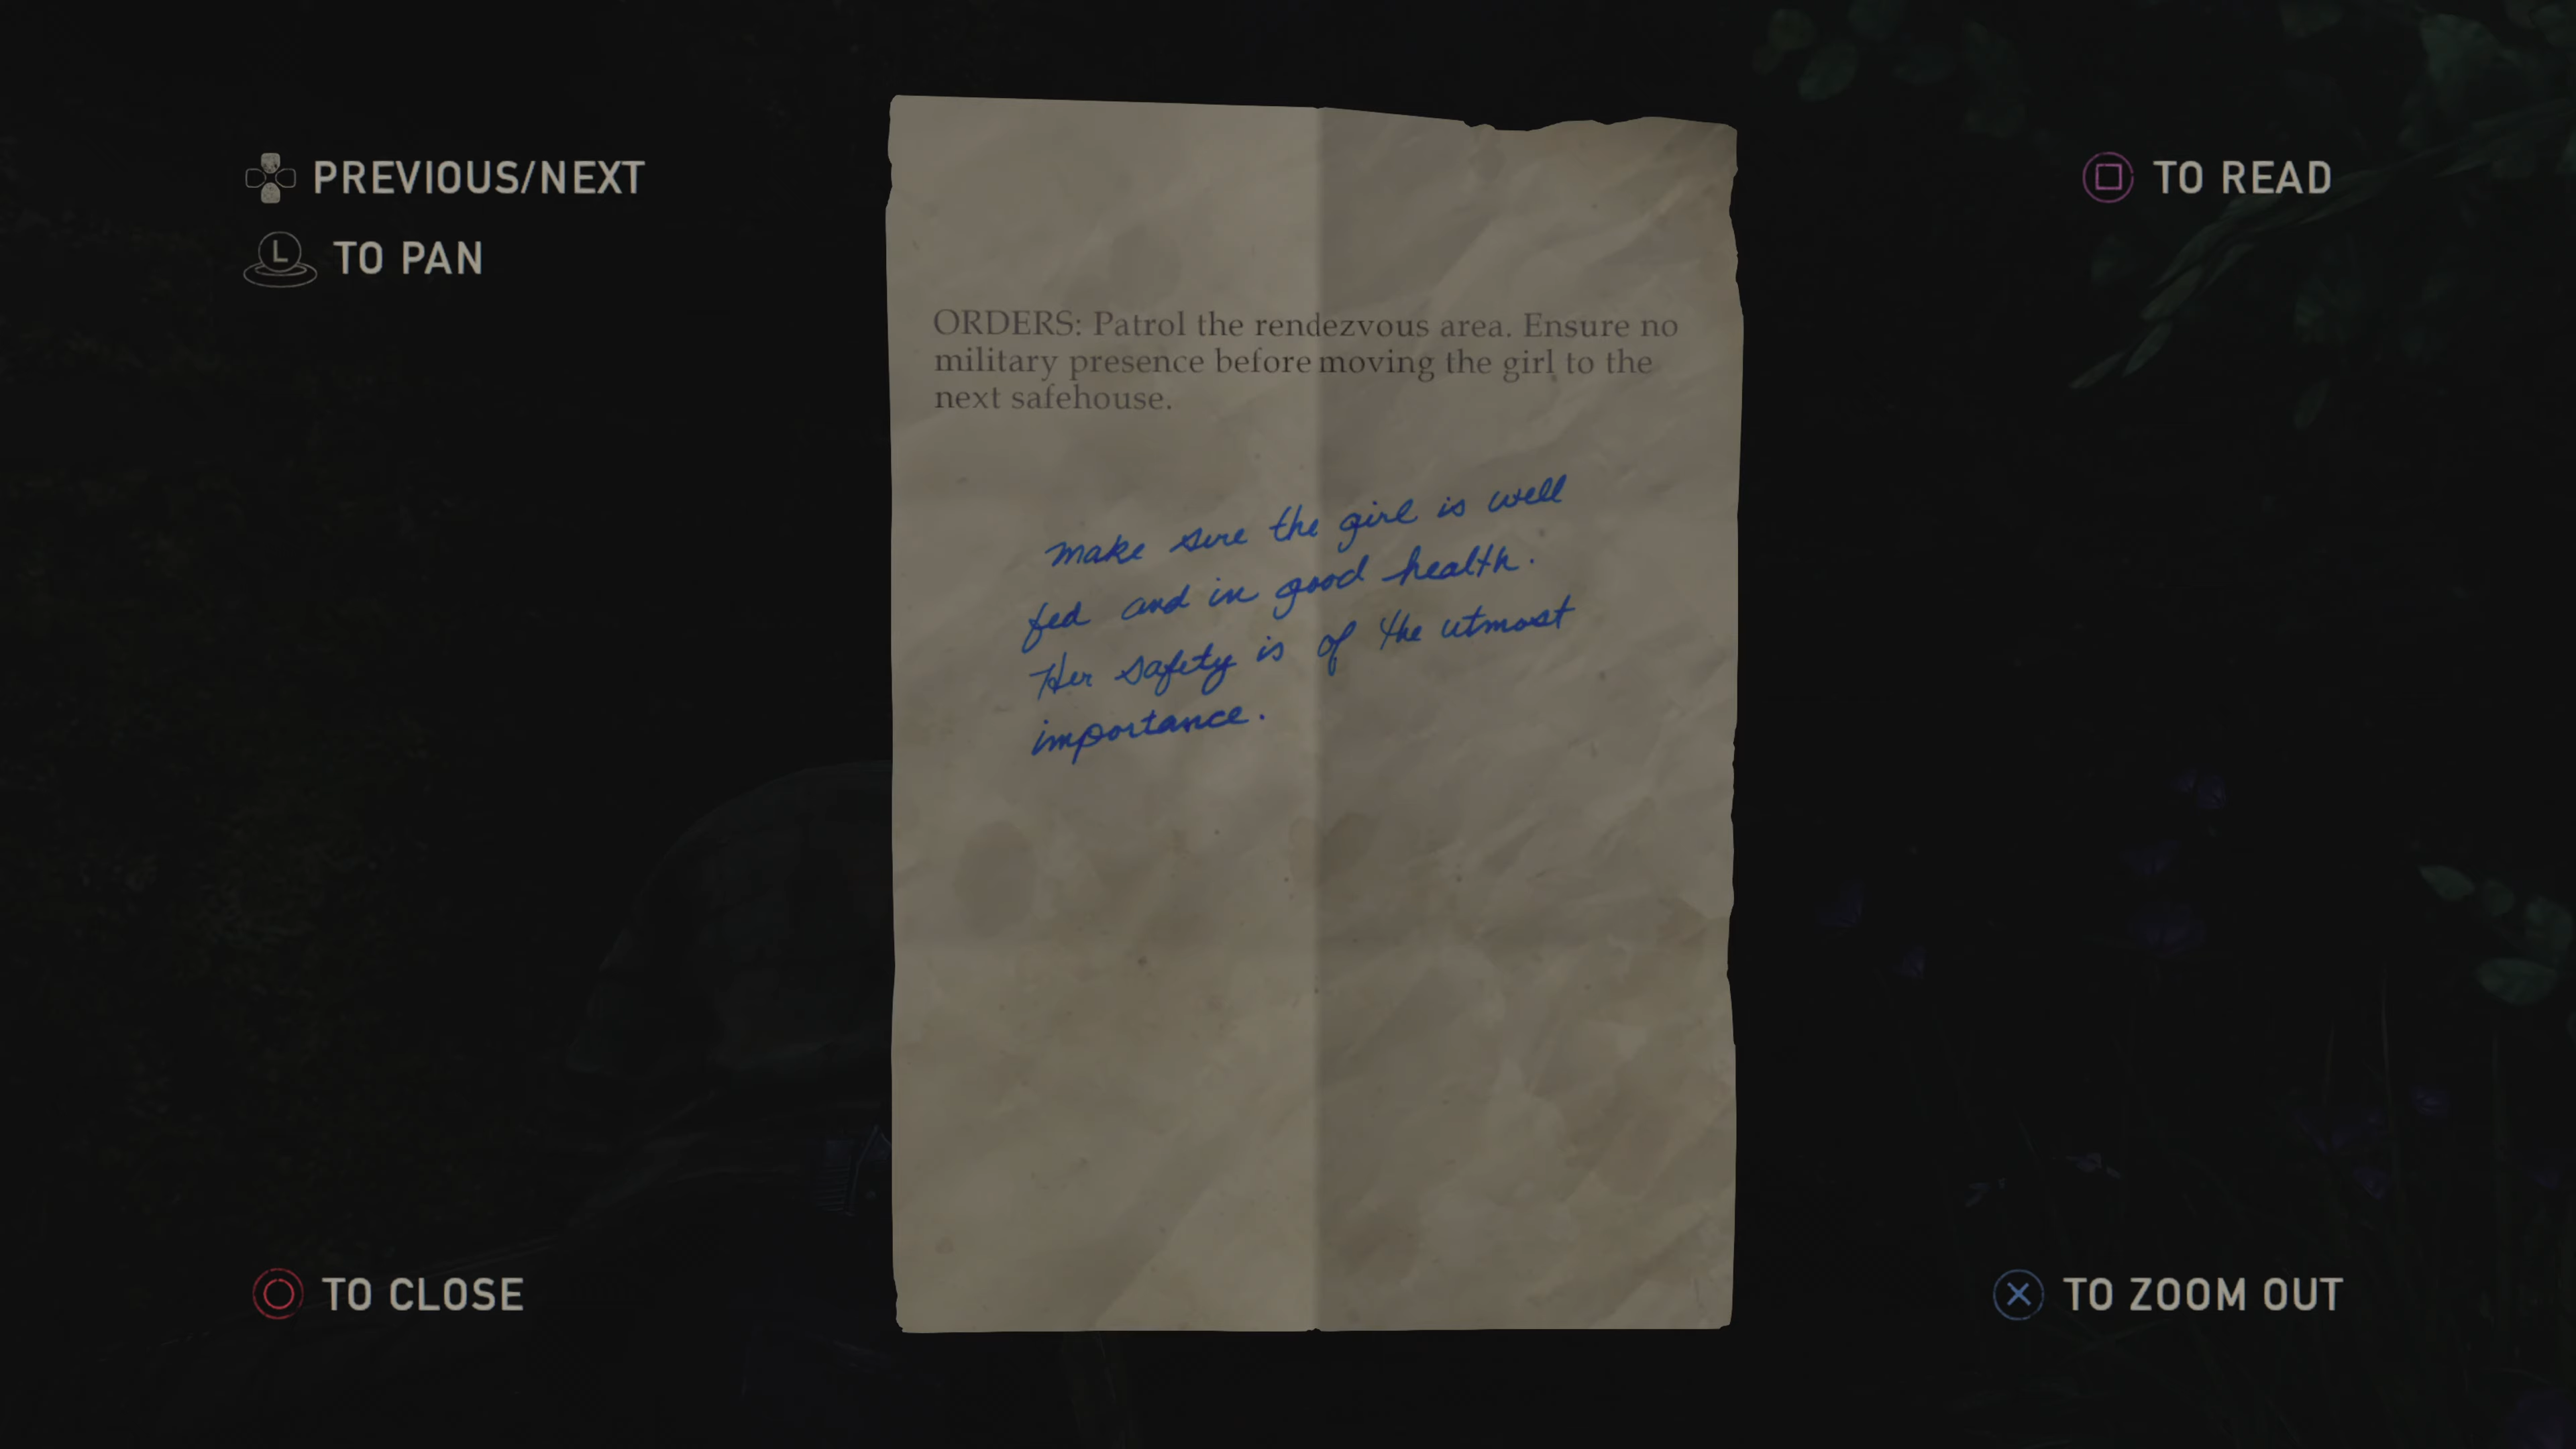 PREVIOUS/NEXT
L TO PAN
TO READ
ORDERS: Patrol the rendezvous area. Ensure no
military presence before moving the girl to the
next safehouse.
make sure the girl is well
fed and in good health.
Her safety is of the utmost
importance.
TO CLOSE
TO ZOOM OUT